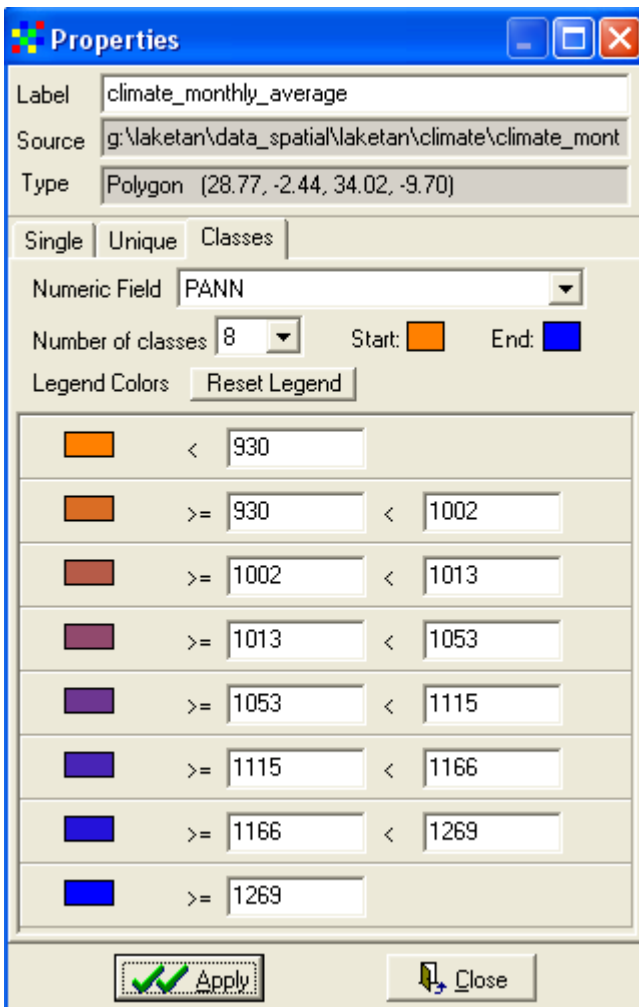 Properties
Label climate_monthly_average
Source g:\laketan\data_spatial\laketan\climate\climate_mont
Type Polygon (28.77, -2.44, 34.02, -9.70)
Single Unique Classes
Numeric Field PANN
Number of classes 8 Start: End:
Legend Colors Reset Legend
< 930
>= 930 < 1002
>= 1002 < 1013
>= 1013 < 1053
>= 1053 < 1115
>= 1115 < 1166
>= 1166 < 1269
>= 1269
Apply Close